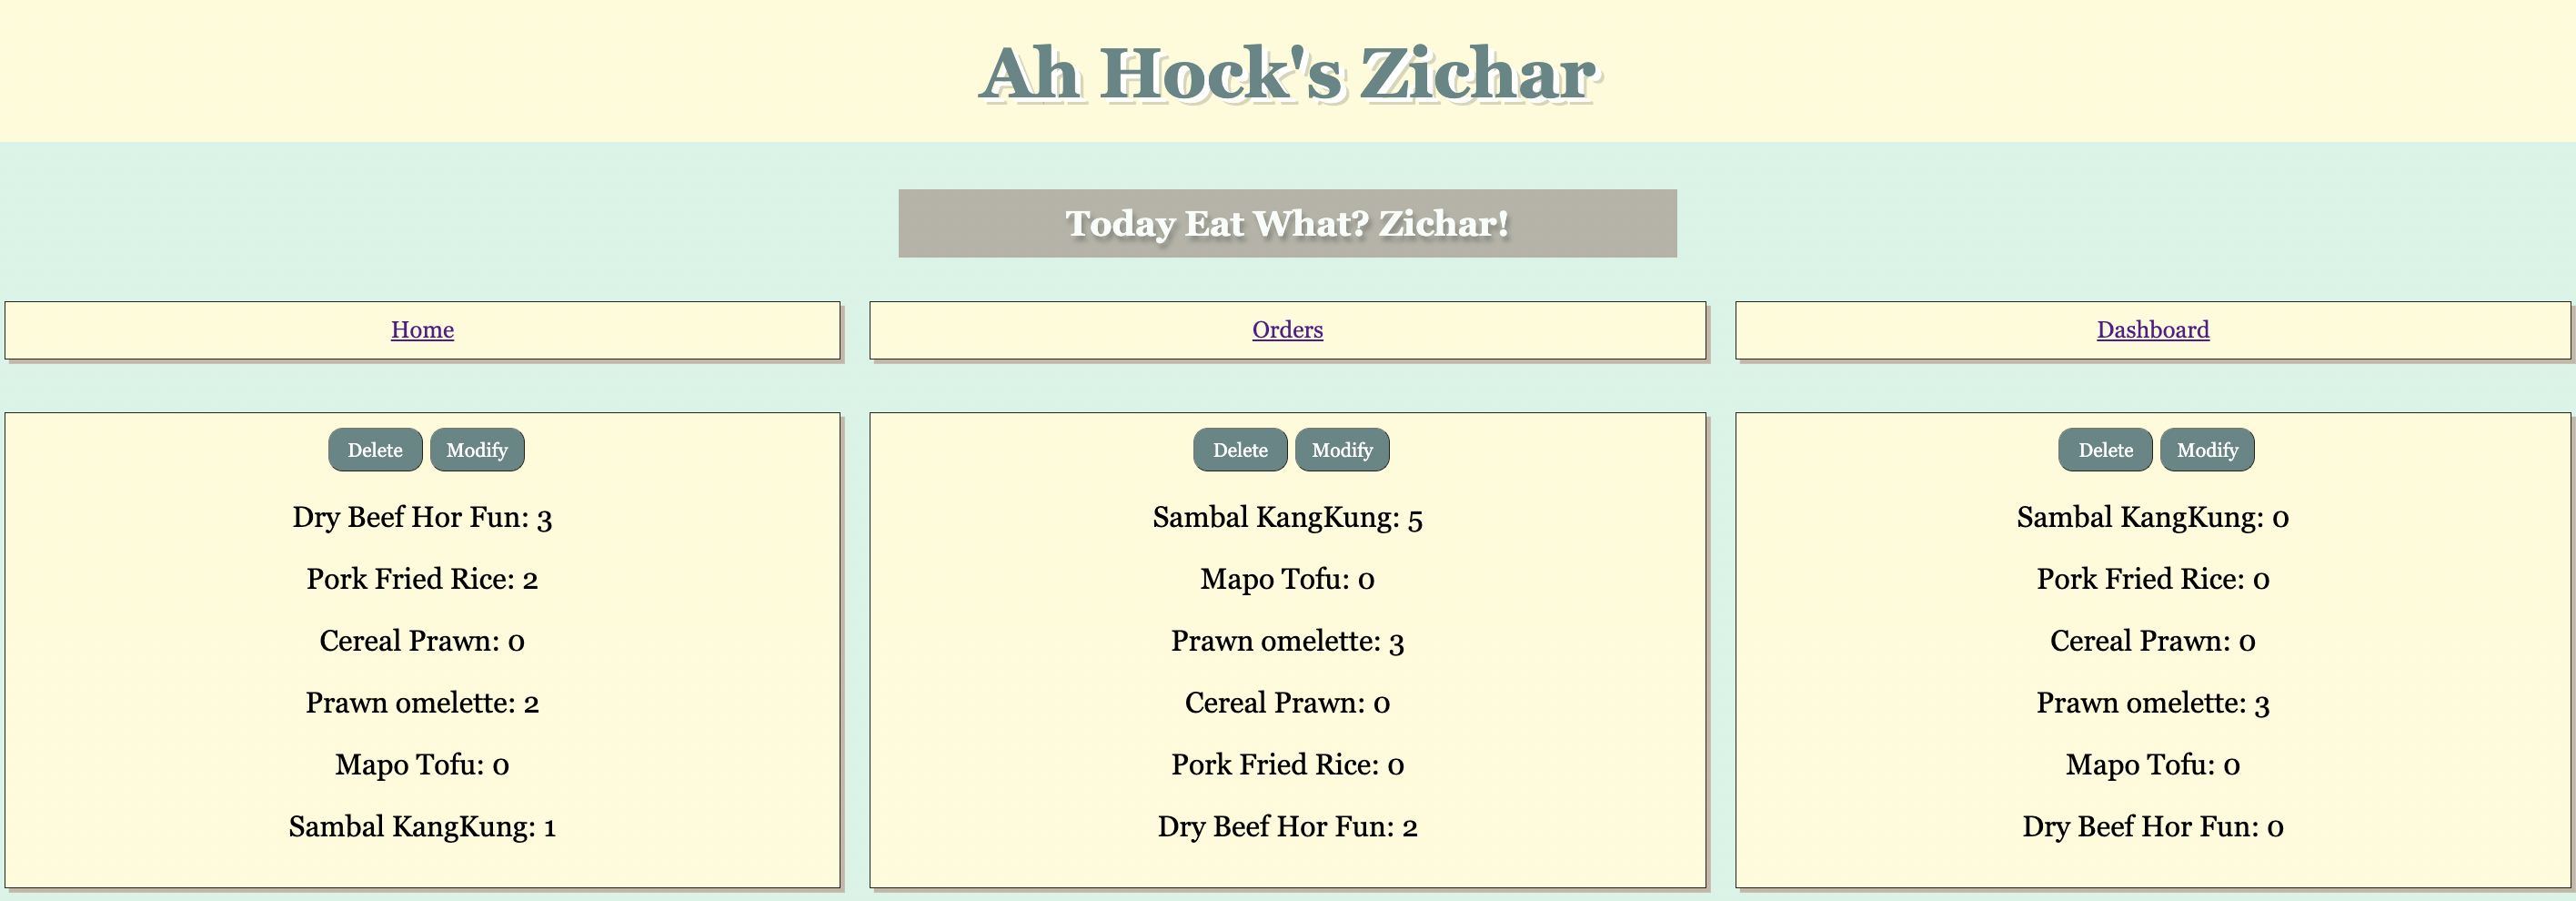 Ah Hock's Zichar
Today Eat What? Zichar!
Home
Orders
Dashboard
Delete Modify
Dry Beef Hor Fun: 3
Pork Fried Rice: 2
Cereal Prawn: 0
Prawn omelette: 2
Mapo Tofu: 0
Sambal KangKung: 1
Delete Modify
Sambal KangKung: 5
Mapo Tofu: 0
Prawn omelette: 3
Cereal Prawn: 0
Pork Fried Rice: 0
Dry Beef Hor Fun: 2
Delete Modify
Sambal KangKung: 0
Pork Fried Rice: 0
Cereal Prawn: 0
Prawn omelette: 3
Mapo Tofu: 0
Dry Beef Hor Fun: 0